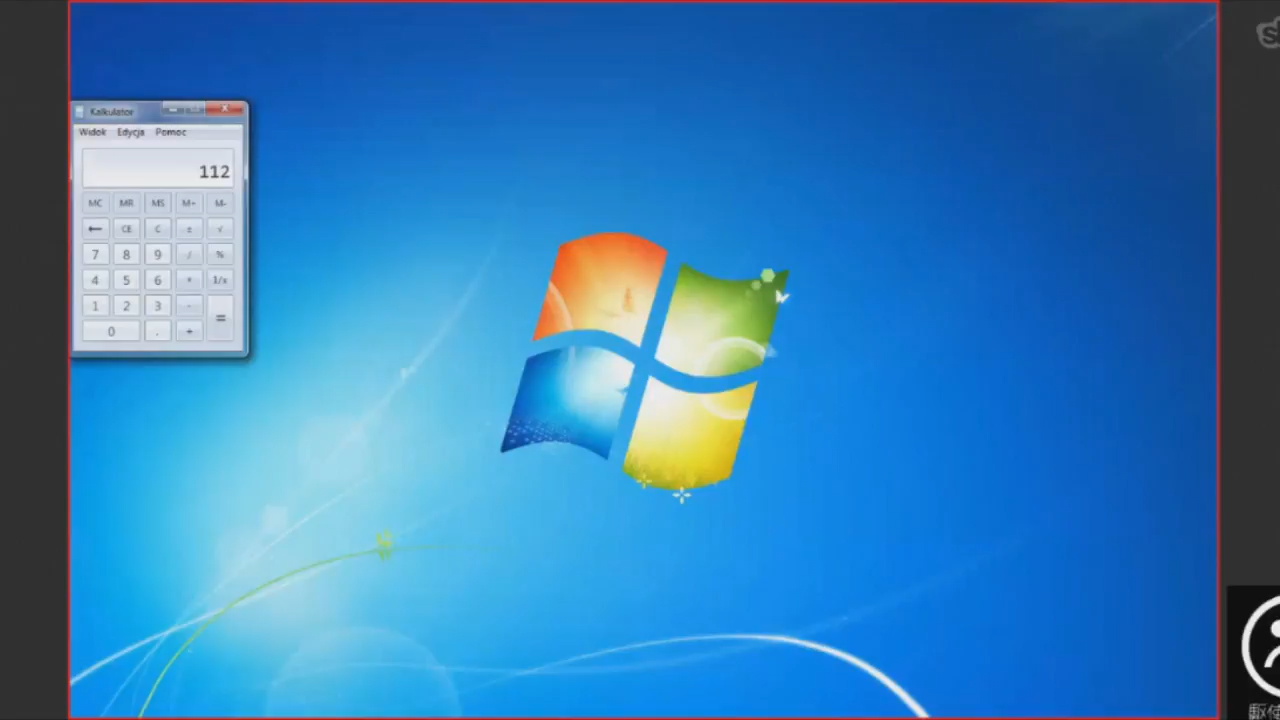 Kalkulator
Widok Edycja Pomoc
112
MC MR MS M+ M-
← CE C ± √
7 8 9 / %
4 5 6 * 1/x
1 2 3 - =
0 . +